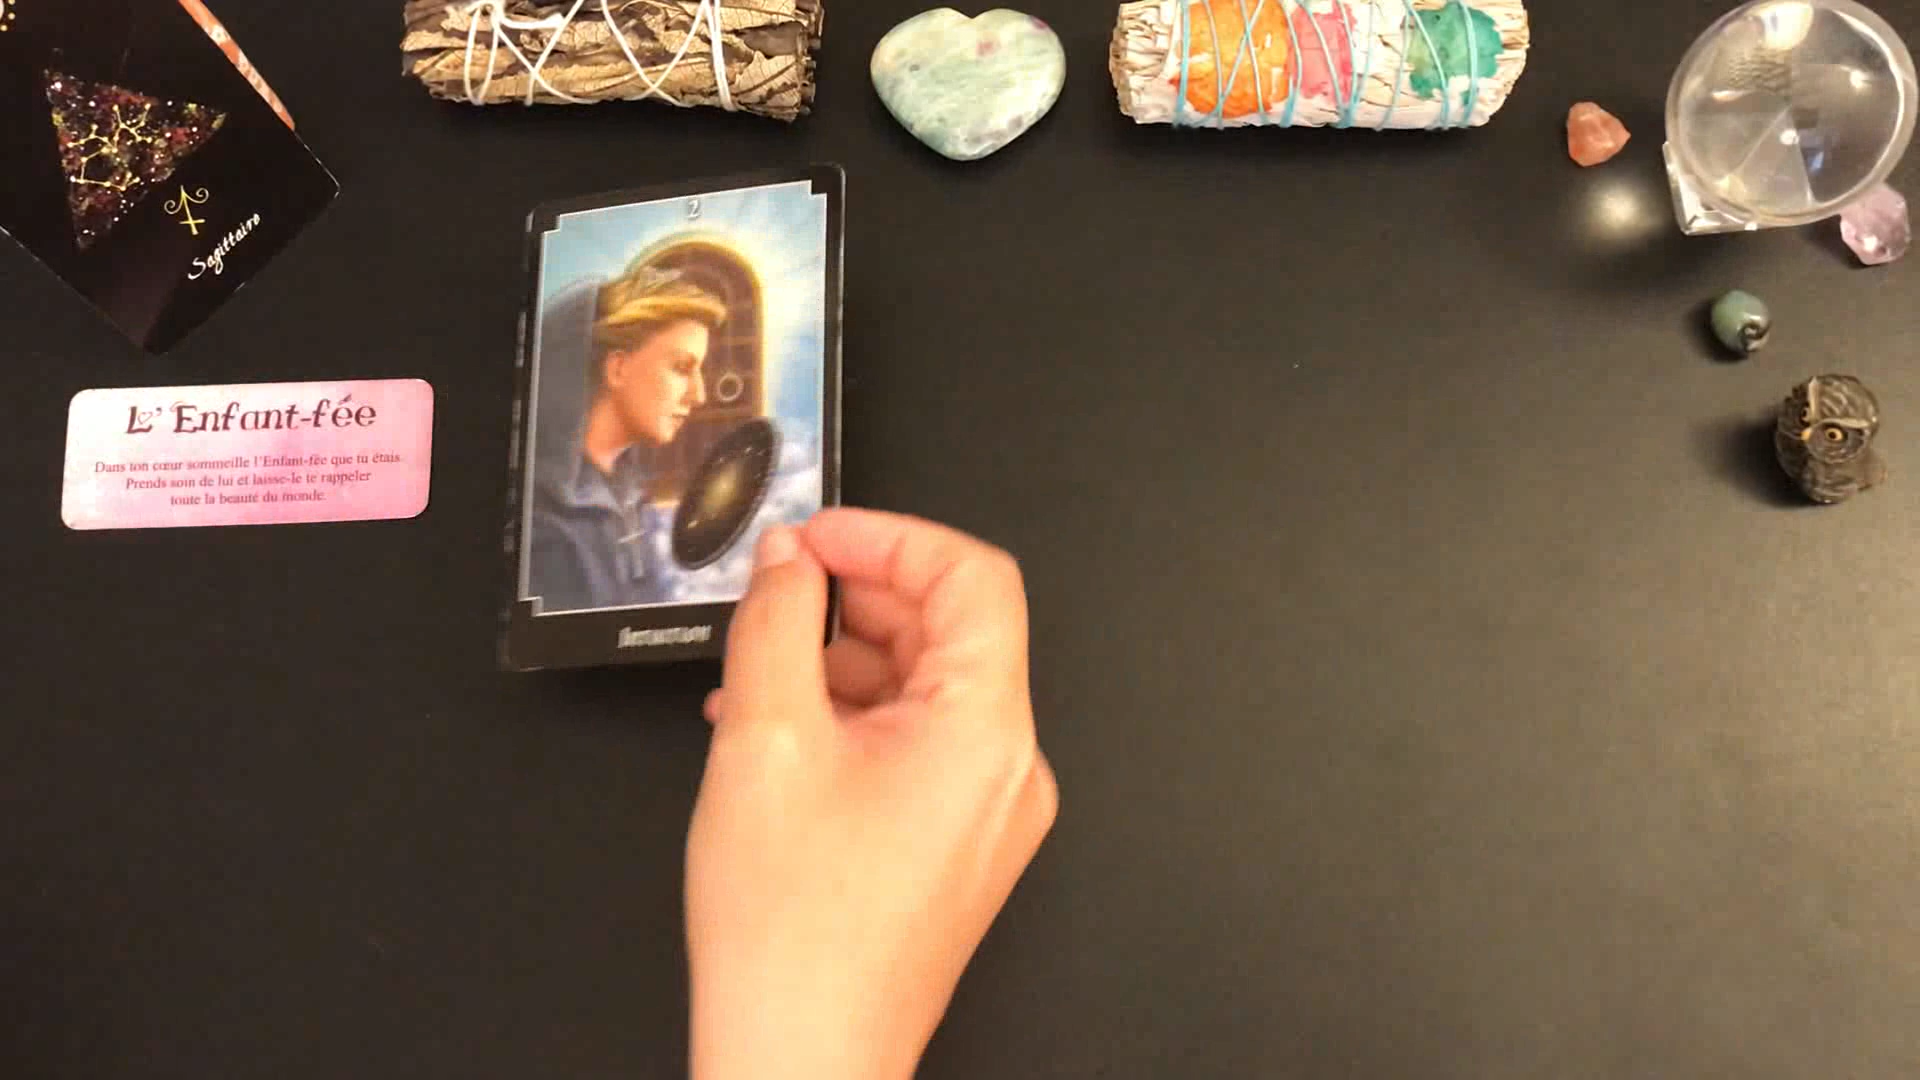 Sagittaire
2
L'Enfant-fée
Dans ton cœur sommeille l'Enfant-fée que tu étais.
Prends soin de lui et laisse-le te rappeler
toute la beauté du monde.
Intuition